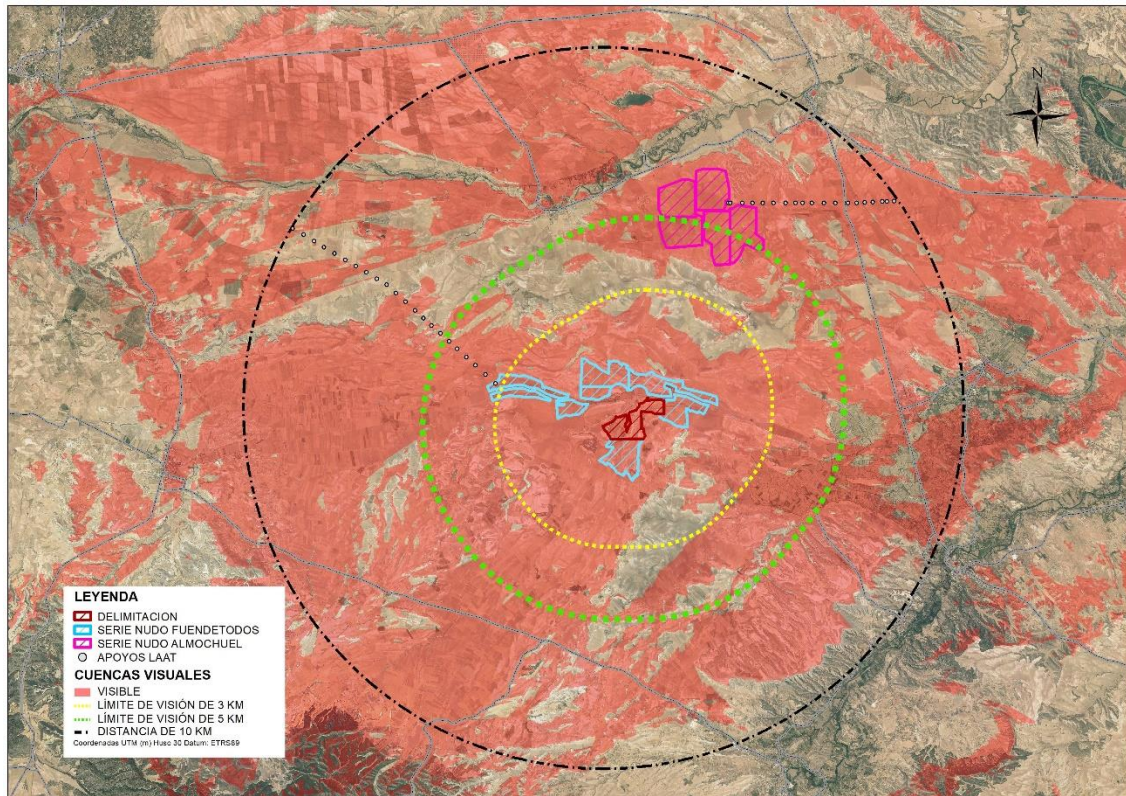 N
LEYENDA
DELIMITACION
SERIE NUDO FUENDETODOS
SERIE NUDO ALMOCHUEL
APOYOS LAAT
CUENCAS VISUALES
VISIBLE
LÍMITE DE VISIÓN DE 3 KM
LÍMITE DE VISIÓN DE 5 KM
DISTANCIA DE 10 KM
Coordenadas UTM (m) Huso 30 Datum: ETRS89